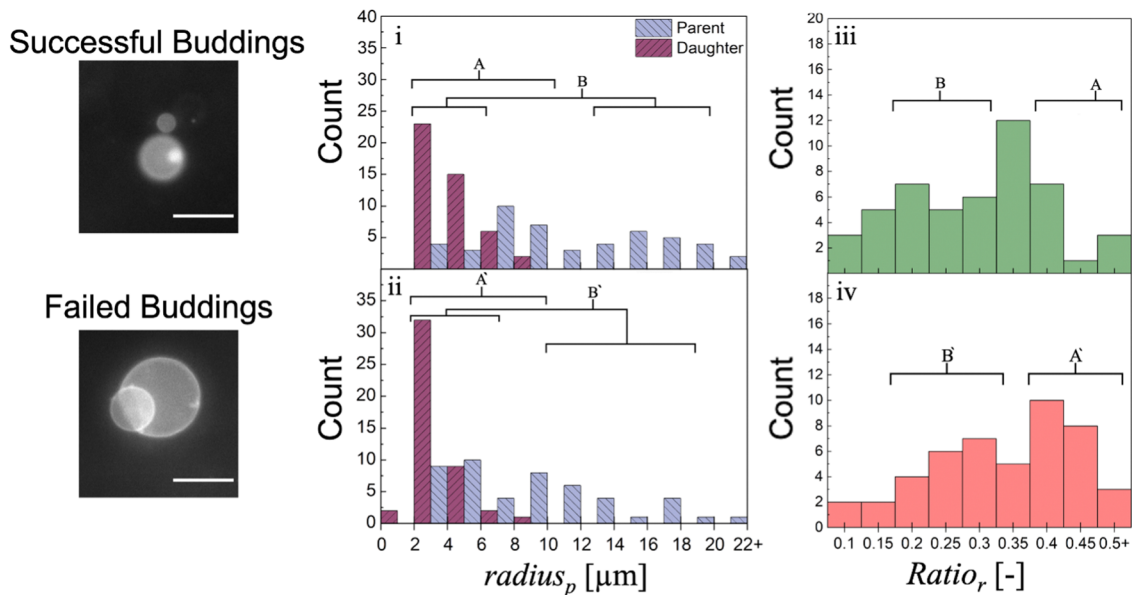 Successful Buddings
Failed Buddings
i
Parent
Daughter
A
B
Count
40
35
30
25
20
15
10
5
ii
A`
B`
Count
35
30
25
20
15
10
5
0
0 2 4 6 8 10 12 14 16 18 20 22+
radiusₚ [μm]
iii
B
A
Count
20
18
16
14
12
10
8
6
4
2
iv
B`
A`
Count
18
16
14
12
10
8
6
4
2
0
0.1 0.15 0.2 0.25 0.3 0.35 0.4 0.45 0.5+
Ratioᵣ [-]